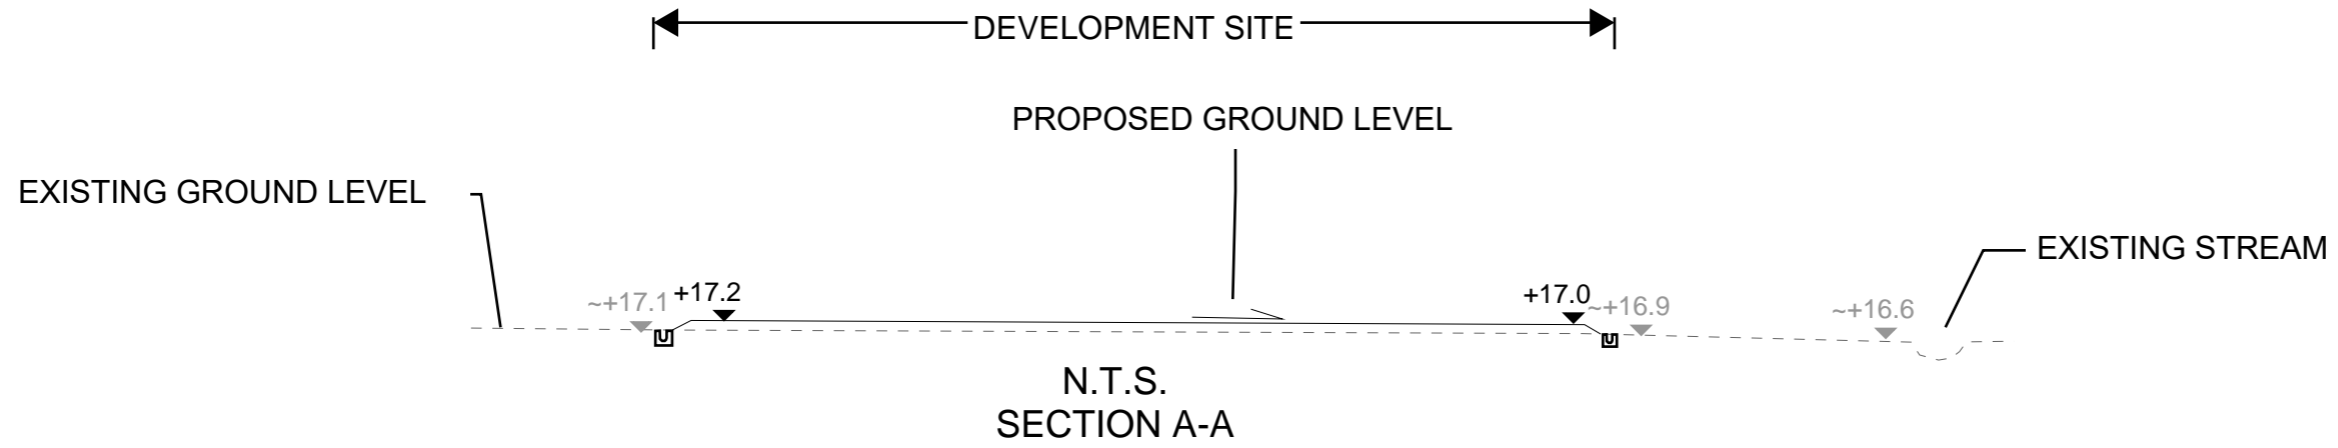 DEVELOPMENT SITE
PROPOSED GROUND LEVEL
EXISTING GROUND LEVEL
EXISTING STREAM
~+17.1 +17.2 +17.0 ~+16.9 ~+16.6
N.T.S.
SECTION A-A